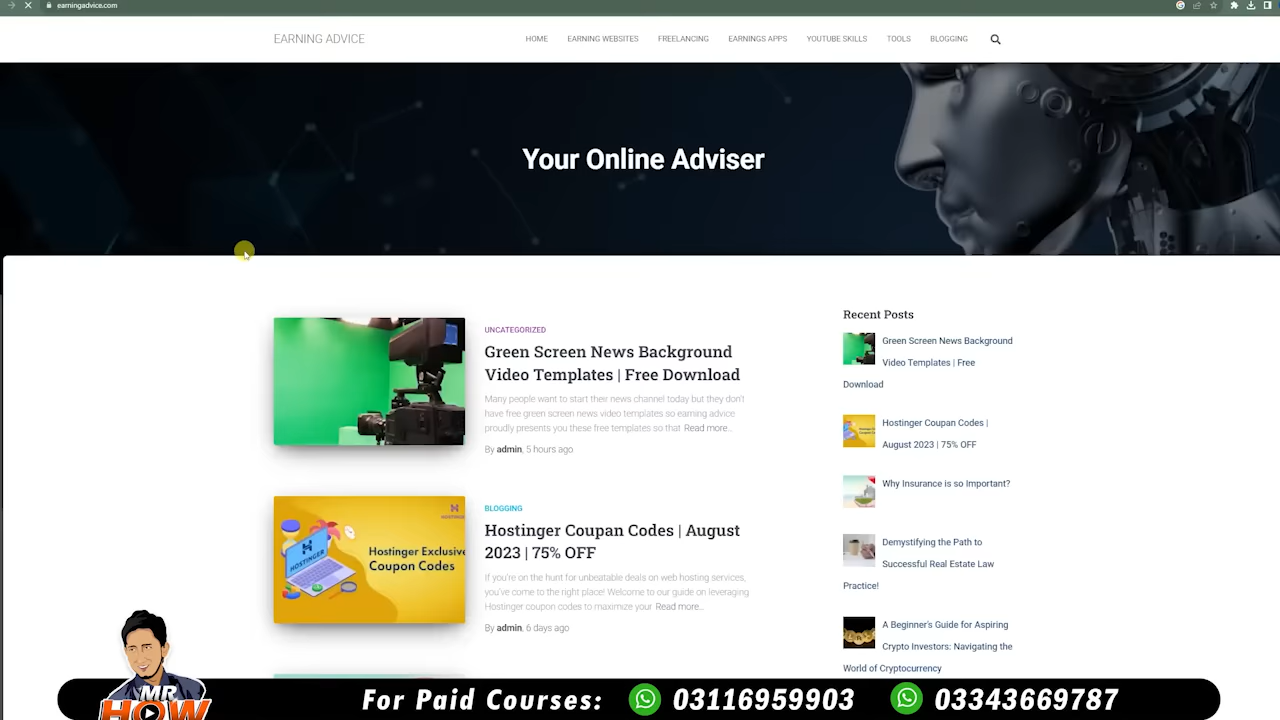 earningadvice.com
EARNING ADVICE
HOME
EARNING WEBSITES
FREELANCING
EARNINGS APPS
YOUTUBE SKILLS
TOOLS
BLOGGING
Your Online Adviser
UNCATEGORIZED
Green Screen News Background
Video Templates | Free Download
Many people want to start their news channel today but they don't
have free green screen news video templates so earning advice
proudly presents you these free templates so that Read more...
By admin, 5 hours ago
HOSTINGER
HOSTINGER
Hostinger Exclusive
Coupon Codes
BLOGGING
Hostinger Coupan Codes | August
2023 | 75% OFF
If you're on the hunt for unbeatable deals on web hosting services,
you've come to the right place! Welcome to our guide on leveraging
Hostinger coupon codes to maximize your Read more...
By admin, 6 days ago
Recent Posts
Green Screen News Background
Video Templates | Free
Download
Hostinger Coupan Codes |
August 2023 | 75% OFF
Why Insurance is so Important?
Demystifying the Path to
Successful Real Estate Law
Practice!
A Beginner's Guide for Aspiring
Crypto Investors: Navigating the
World of Cryptocurrency
MR
HOW
For Paid Courses:
03116959903
03343669787